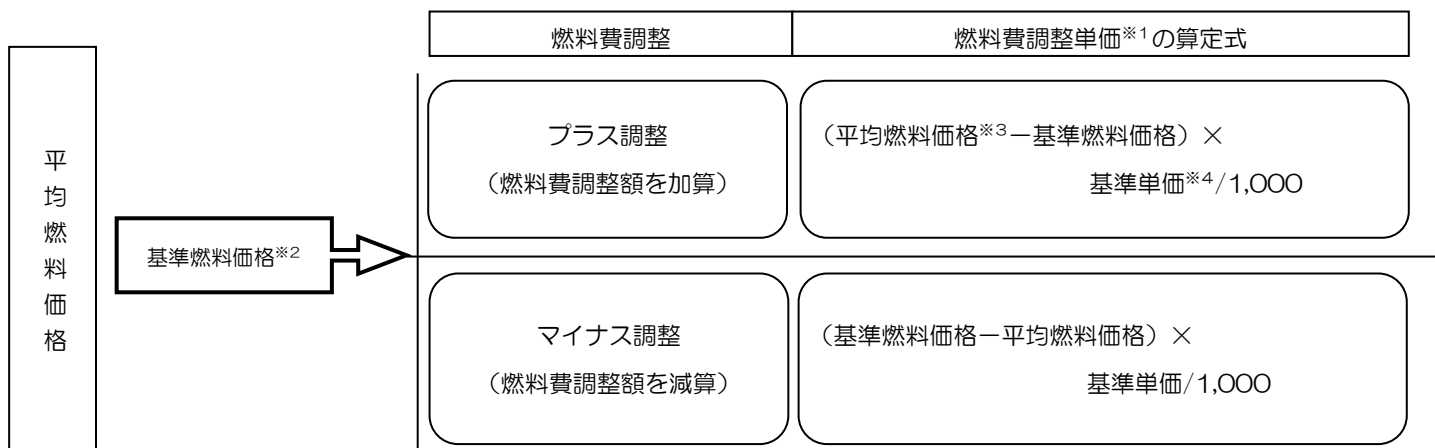 燃料費調整
燃料費調整単価※1の算定式
平均燃料価格
基準燃料価格※2
プラス調整
（燃料費調整額を加算）
（平均燃料価格※3－基準燃料価格）×
基準単価※4/1,000
マイナス調整
（燃料費調整額を減算）
（基準燃料価格－平均燃料価格）×
基準単価/1,000